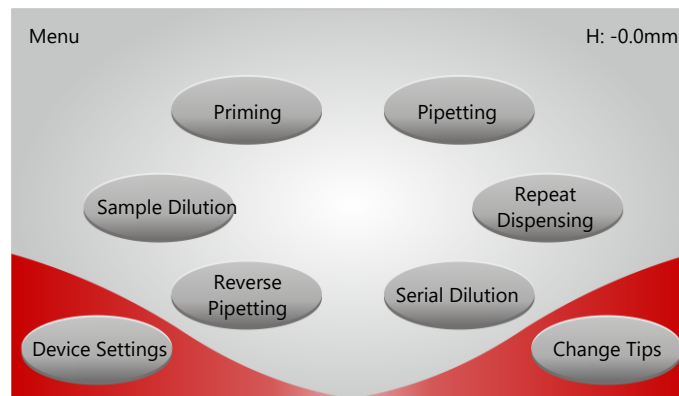 Menu
H: -0.0mm
Priming
Pipetting
Sample Dilution
Repeat
Dispensing
Reverse
Pipetting
Serial Dilution
Device Settings
Change Tips